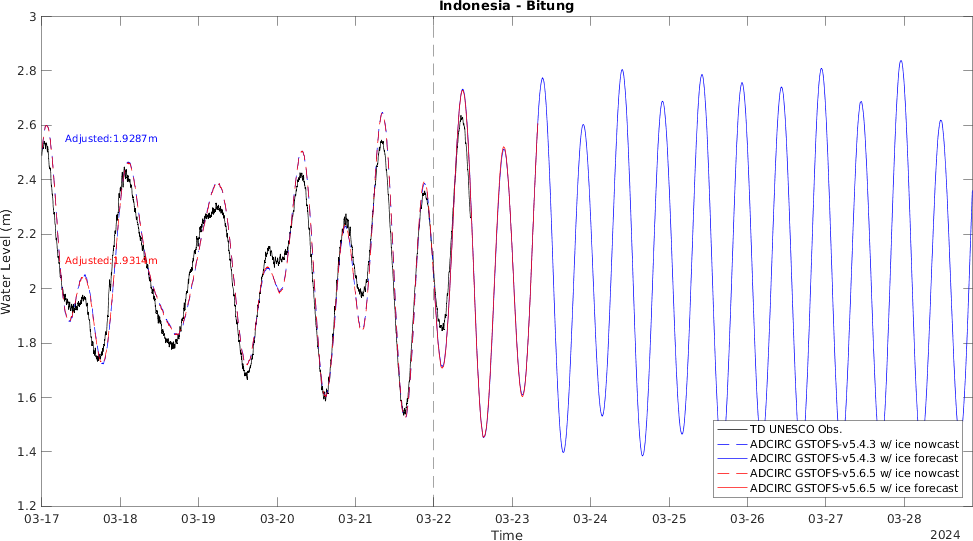 Indonesia - Bitung
3
2.8
2.6
2.4
2.2
2
1.8
1.6
1.4
1.2
Water Level (m)
Adjusted:1.9287m
Adjusted:1.9314m
TD UNESCO Obs.
ADCIRC GSTOFS-v5.4.3 w/ ice nowcast
ADCIRC GSTOFS-v5.4.3 w/ ice forecast
ADCIRC GSTOFS-v5.6.5 w/ ice nowcast
ADCIRC GSTOFS-v5.6.5 w/ ice forecast
03-17 03-18 03-19 03-20 03-21 03-22 03-23 03-24 03-25 03-26 03-27 03-28
Time
2024